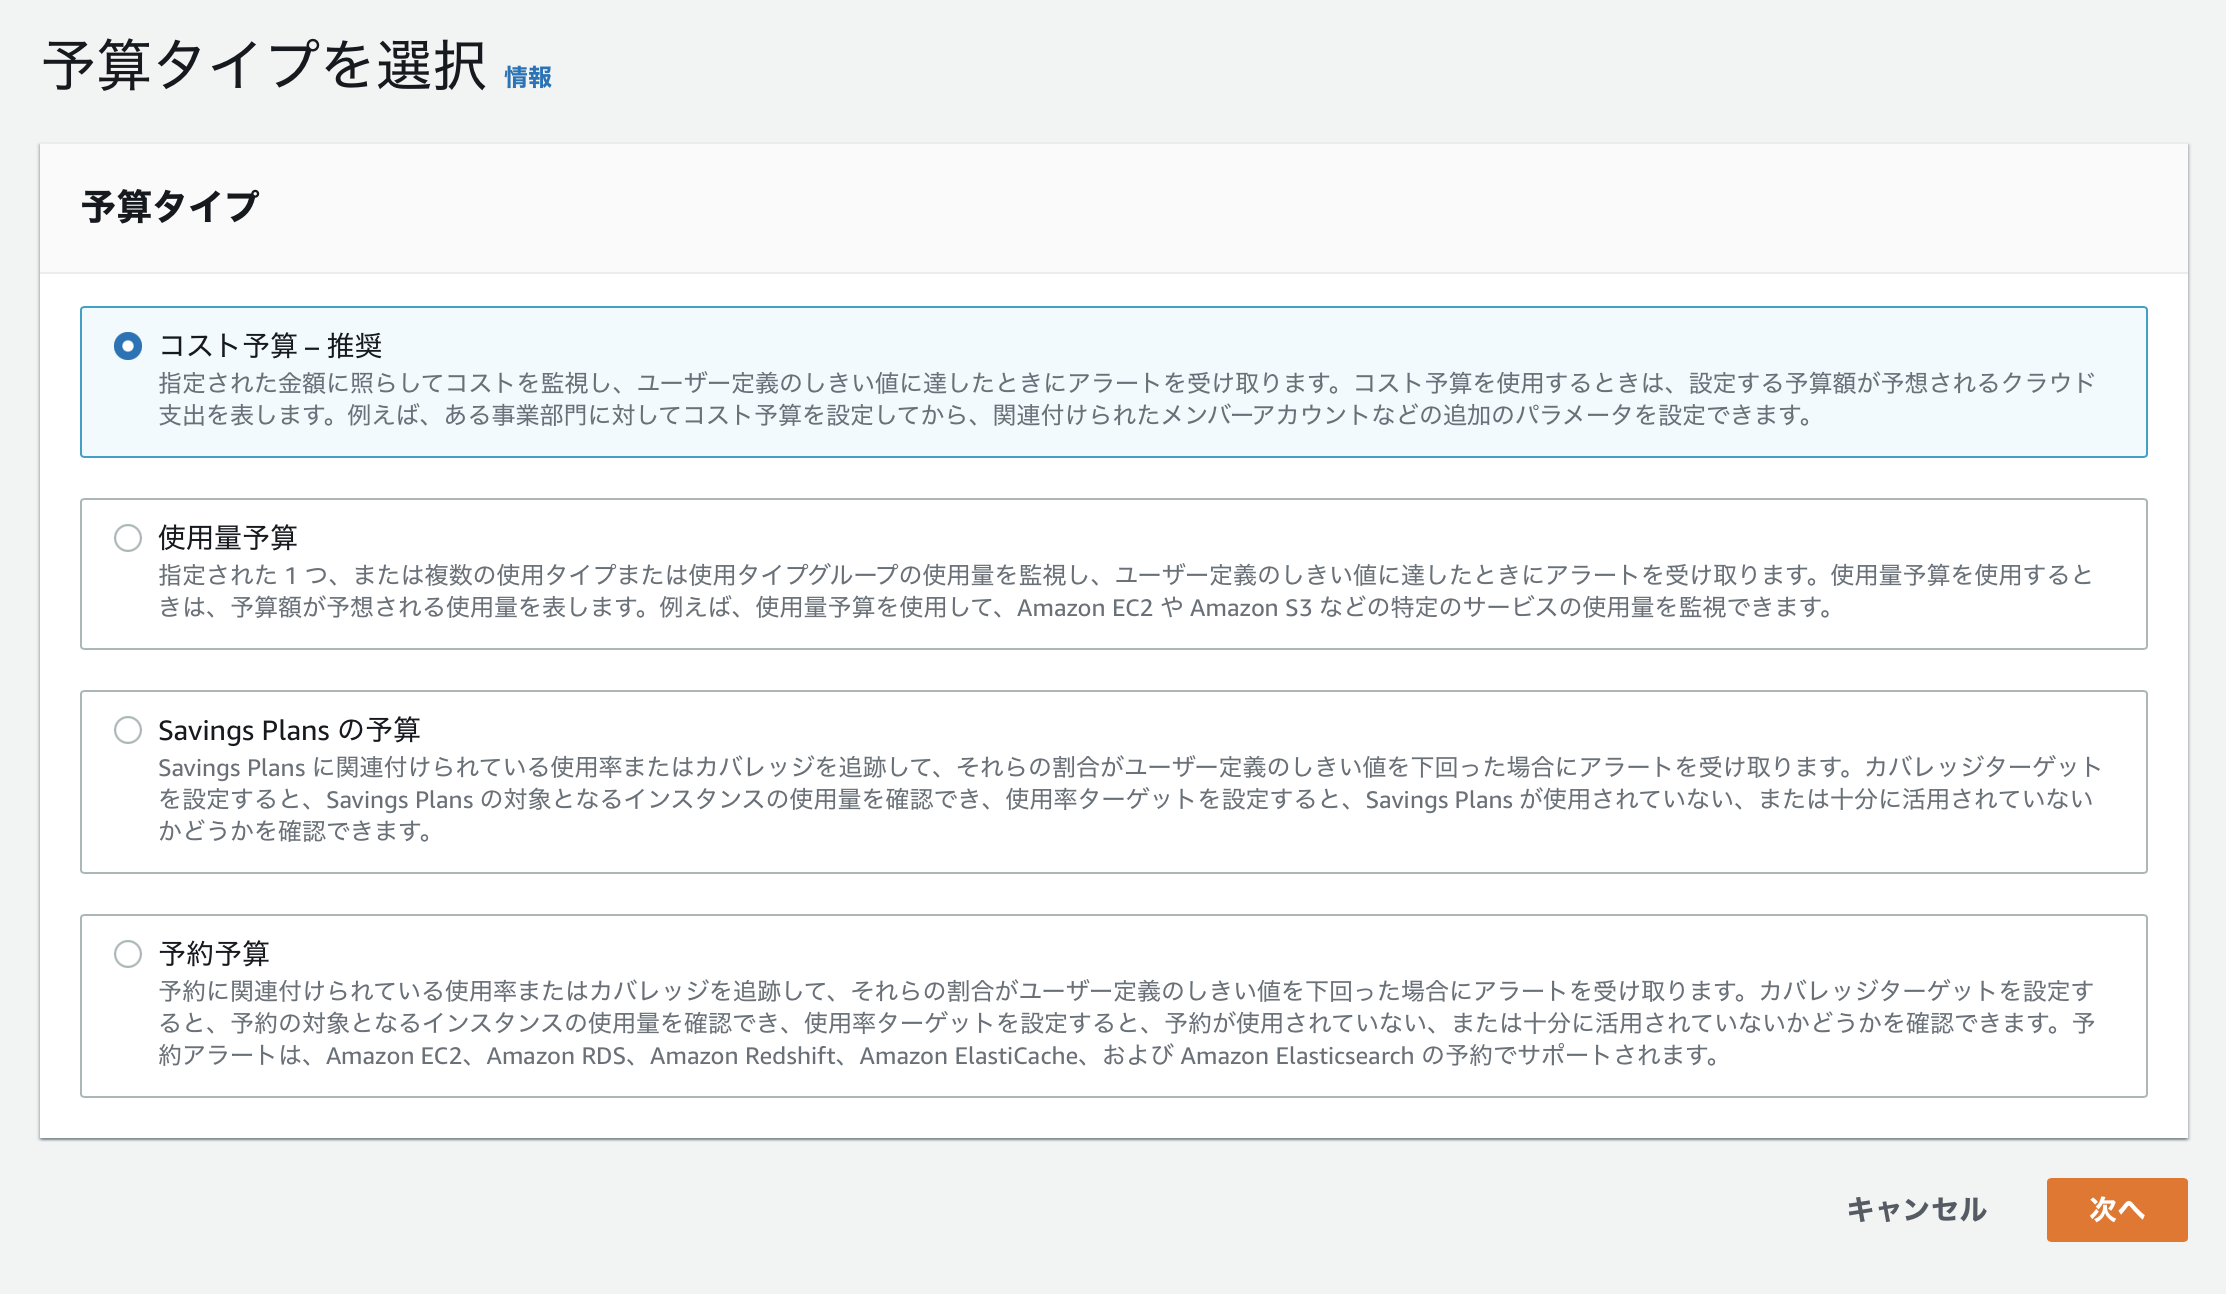 予算タイプを選択 情報
予算タイプ
コスト予算 – 推奨
指定された金額に照らしてコストを監視し、ユーザー定義のしきい値に達したときにアラートを受け取ります。コスト予算を使用するときは、設定する予算額が予想されるクラウド
支出を表します。例えば、ある事業部門に対してコスト予算を設定してから、関連付けられたメンバーアカウントなどの追加のパラメータを設定できます。
使用量予算
指定された 1 つ、または複数の使用タイプまたは使用タイプグループの使用量を監視し、ユーザー定義のしきい値に達したときにアラートを受け取ります。使用量予算を使用すると
きは、予算額が予想される使用量を表します。例えば、使用量予算を使用して、Amazon EC2 や Amazon S3 などの特定のサービスの使用量を監視できます。
Savings Plans の予算
Savings Plans に関連付けられている使用率またはカバレッジを追跡して、それらの割合がユーザー定義のしきい値を下回った場合にアラートを受け取ります。カバレッジターゲット
を設定すると、Savings Plans の対象となるインスタンスの使用量を確認でき、使用率ターゲットを設定すると、Savings Plans が使用されていない、または十分に活用されていない
かどうかを確認できます。
予約予算
予約に関連付けられている使用率またはカバレッジを追跡して、それらの割合がユーザー定義のしきい値を下回った場合にアラートを受け取ります。カバレッジターゲットを設定す
ると、予約の対象となるインスタンスの使用量を確認でき、使用率ターゲットを設定すると、予約が使用されていない、または十分に活用されていないかどうかを確認できます。予
約アラートは、Amazon EC2、Amazon RDS、Amazon Redshift、Amazon ElastiCache、および Amazon Elasticsearch の予約でサポートされます。
キャンセル 次へ